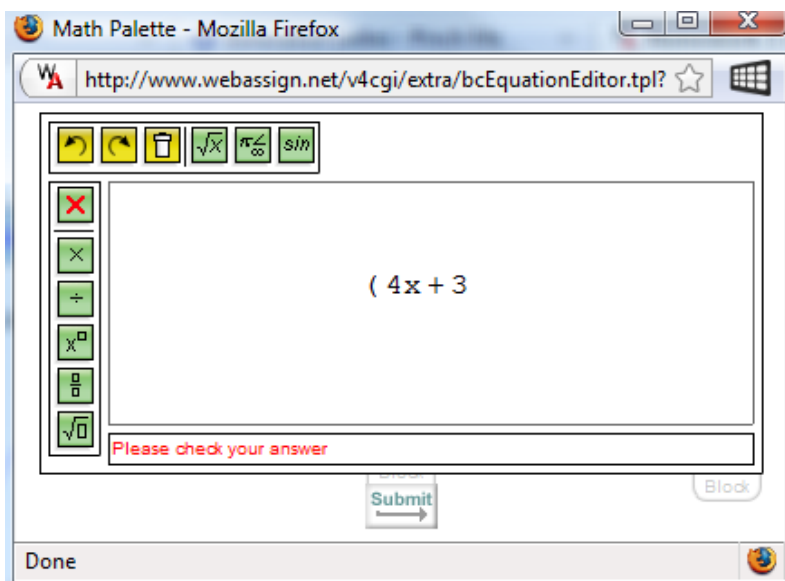 Math Palette - Mozilla Firefox
WA http://www.webassign.net/v4cgi/extra/bcEquationEditor.tpl?
√x π∠∞ sin
×
÷
x□
□/□
√□
( 4x + 3
Please check your answer
Submit
Block
Done